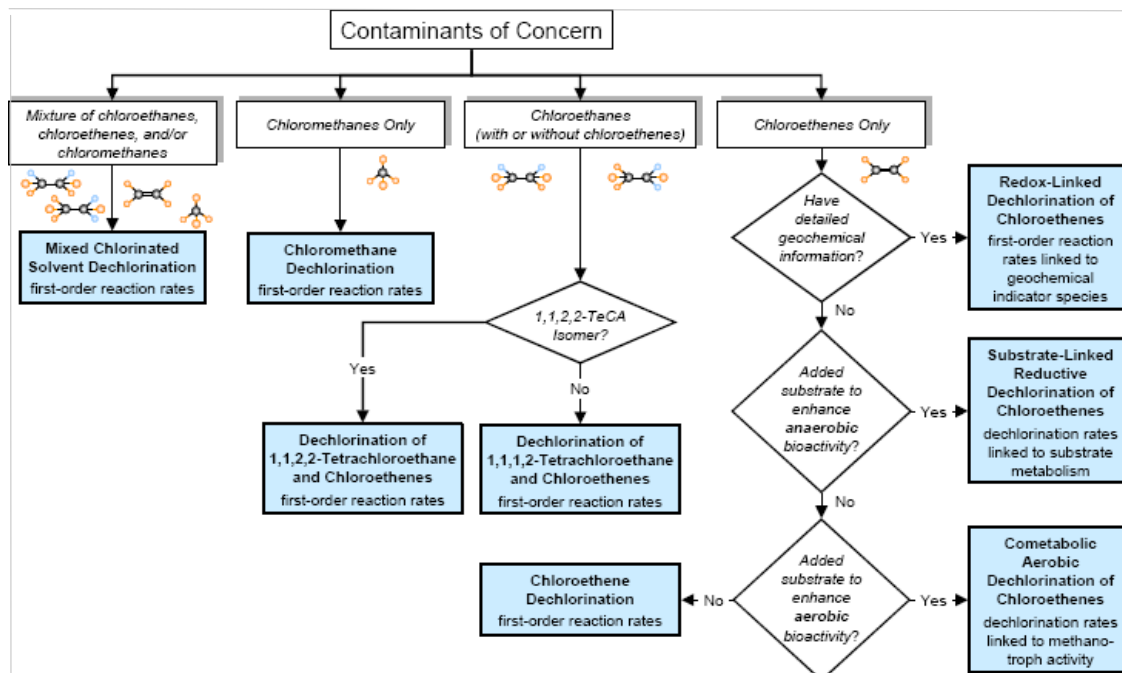 Contaminants of Concern
Mixture of chloroethanes,
chloroethenes, and/or
chloromethanes
Chloromethanes Only
Chloroethanes
(with or without chloroethenes)
Chloroethenes Only
Mixed Chlorinated
Solvent Dechlorination
first-order reaction rates
Chloromethane
Dechlorination
first-order reaction rates
Have
detailed
geochemical
information?
Yes
Redox-Linked
Dechlorination of
Chloroethenes
first-order reaction
rates linked to
geochemical
indicator species
No
1,1,2,2-TeCA
Isomer?
Yes
No
Dechlorination of
1,1,2,2-Tetrachloroethane
and Chloroethenes
first-order reaction rates
Dechlorination of
1,1,1,2-Tetrachloroethane
and Chloroethenes
first-order reaction rates
Added
substrate to
enhance
anaerobic
bioactivity?
Yes
Substrate-Linked
Reductive
Dechlorination of
Chloroethenes
dechlorination rates
linked to substrate
metabolism
No
Added
substrate to
enhance
aerobic
bioactivity?
No
Chloroethene
Dechlorination
first-order reaction rates
Yes
Cometabolic
Aerobic
Dechlorination of
Chloroethenes
dechlorination rates
linked to methano-
troph activity